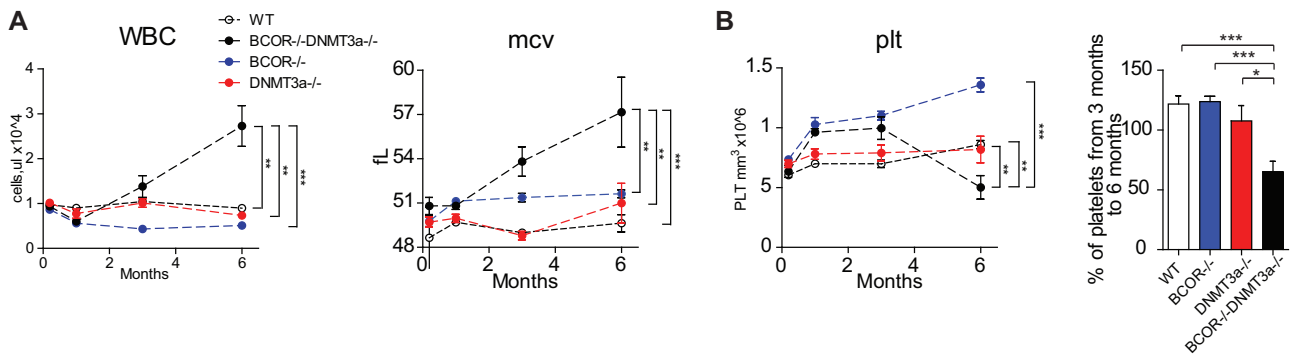 A
WBC
WT
BCOR-/-DNMT3a-/-
BCOR-/-
DNMT3a-/-
cells,ul x10^4
4
3
2
1
0
0 2 4 6
Months
** ** ***
mcv
fL
60
57
54
51
48
0 2 4 6
Months
** ** ***
B
plt
PLT mm³ x10^6
1.5
1
5
0
0 2 4 6
Months
** ** ***
% of platelets from 3 months
to 6 months
150
100
50
0
***
***
*
WT
BCOR-/-
DNMT3a-/-
BCOR-/-DNMT3a-/-